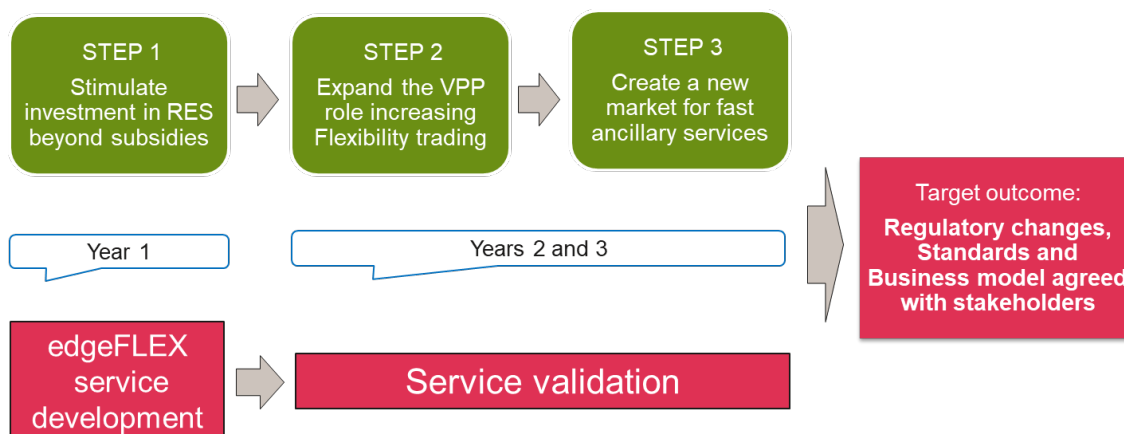 STEP 1
Stimulate
investment in RES
beyond subsidies
STEP 2
Expand the VPP
role increasing
Flexibility trading
STEP 3
Create a new
market for fast
ancillary services
Target outcome:
Regulatory changes,
Standards and
Business model agreed
with stakeholders
Year 1
Years 2 and 3
edgeFLEX
service
development
Service validation